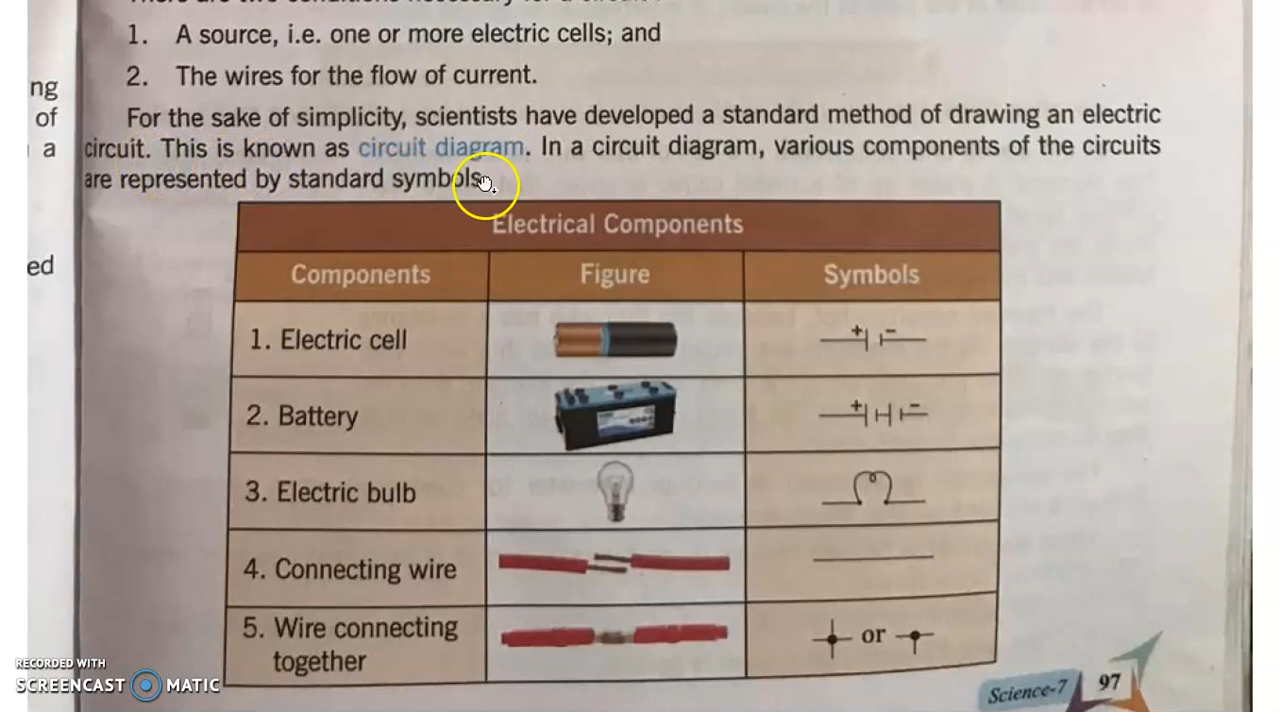 1. A source, i.e. one or more electric cells; and
2. The wires for the flow of current.
ng
of
a
For the sake of simplicity, scientists have developed a standard method of drawing an electric
circuit. This is known as circuit diagram. In a circuit diagram, various components of the circuits
are represented by standard symbols
ed
Electrical Components
Components Figure Symbols
1. Electric cell + -
2. Battery + -
3. Electric bulb
4. Connecting wire
5. Wire connecting
together
or
RECORDED WITH
SCREENCAST MATIC
Science-7 97